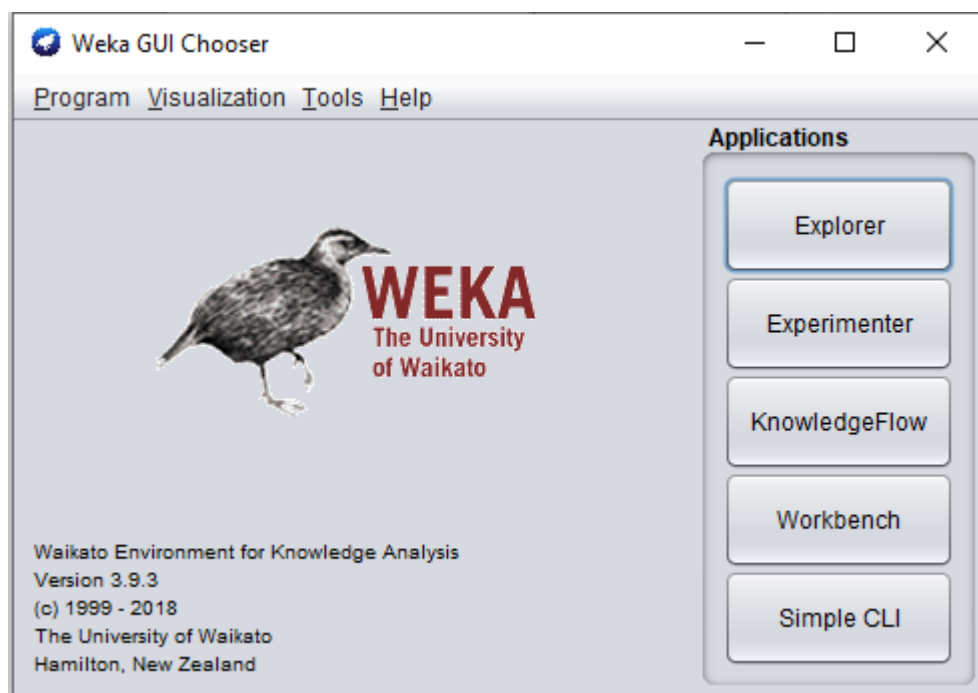 Weka GUI Chooser
Program Visualization Tools Help
Applications
Explorer
Experimenter
KnowledgeFlow
Workbench
Simple CLI
WEKA
The University
of Waikato
Waikato Environment for Knowledge Analysis
Version 3.9.3
(c) 1999 - 2018
The University of Waikato
Hamilton, New Zealand